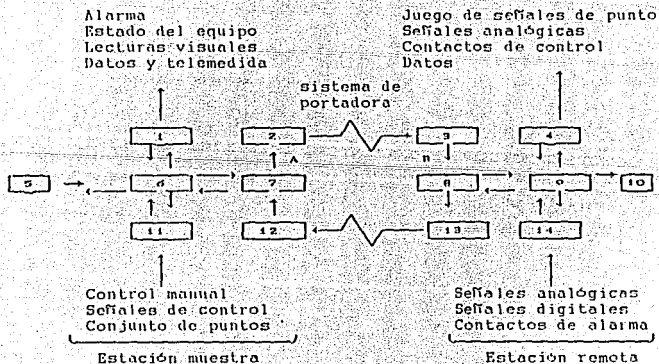 Alarma
Estado del equipo
Lecturas visuales
Datos y telemedida
Juego de señales de punto
Señales analógicas
Contactos de control
Datos
sistema de
portadora
1
2
3
4
A
B
5
6
7
8
9
10
11
12
13
14
Control manual
Señales de control
Conjunto de puntos
Señales analógicas
Señales digitales
Contactos de alarma
Estación muestra
Estación remota